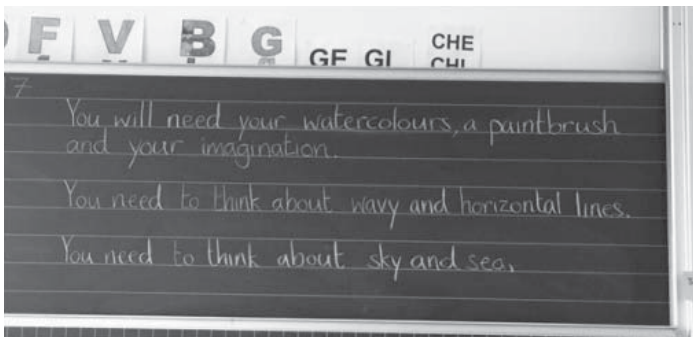 F V B G GE GI CHE
CHI
7
You will need your watercolours, a paintbrush
and your imagination.
You need to think about wavy and horizontal lines.
You need to think about sky and sea.